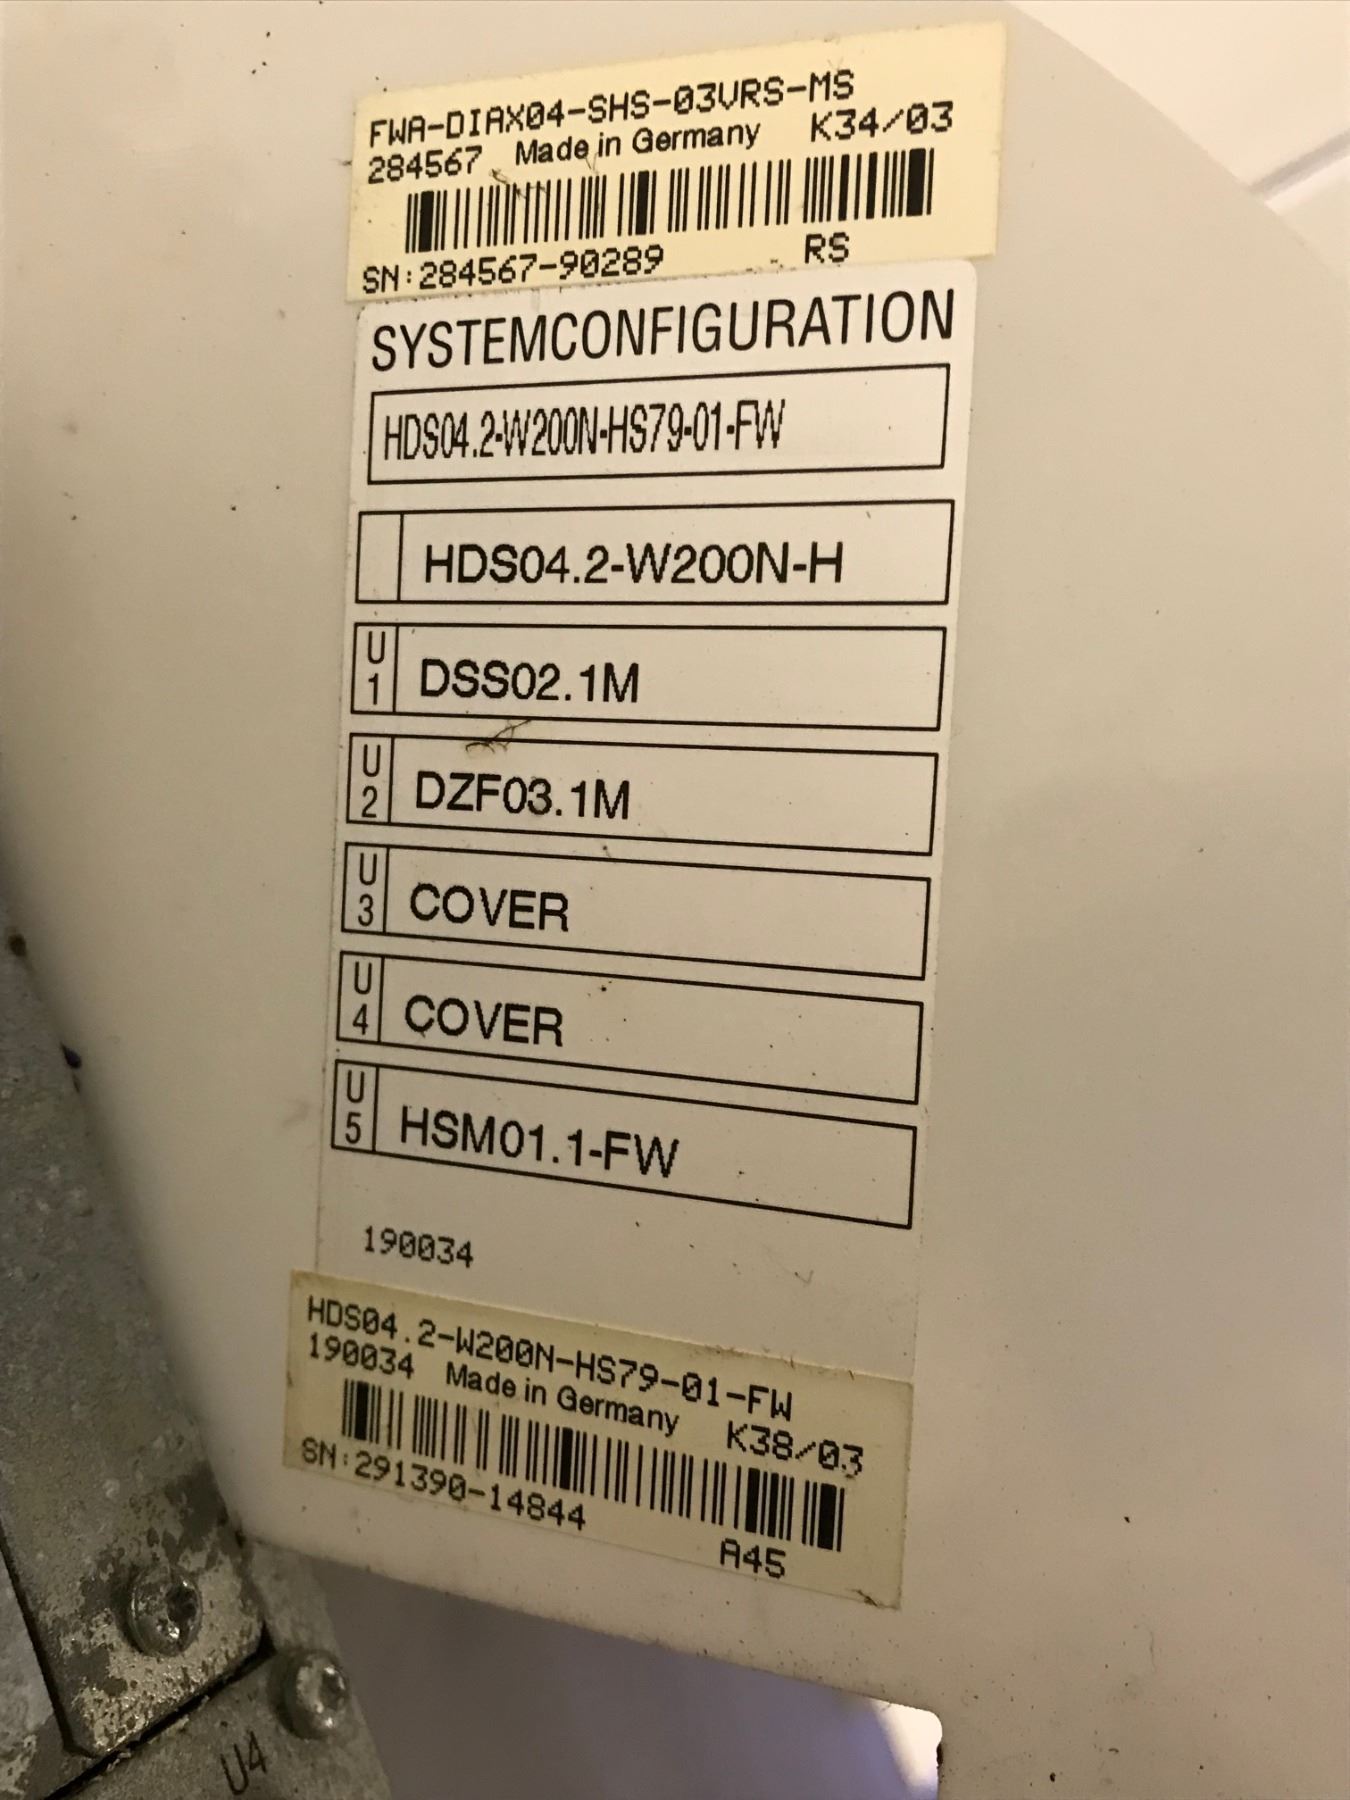 FWA-DIAX04-SHS-03VRS-MS
284567 Made in Germany K34/03
SN:284567-90289 RS
SYSTEMCONFIGURATION
HDS04.2-W200N-HS79-01-FW
HDS04.2-W200N-H
U1 DSS02.1M
U2 DZF03.1M
U3 COVER
U4 COVER
U5 HSM01.1-FW
190034
HDS04.2-W200N-HS79-01-FW
190034 Made in Germany K38/03
SN:291390-14844
A45
U4